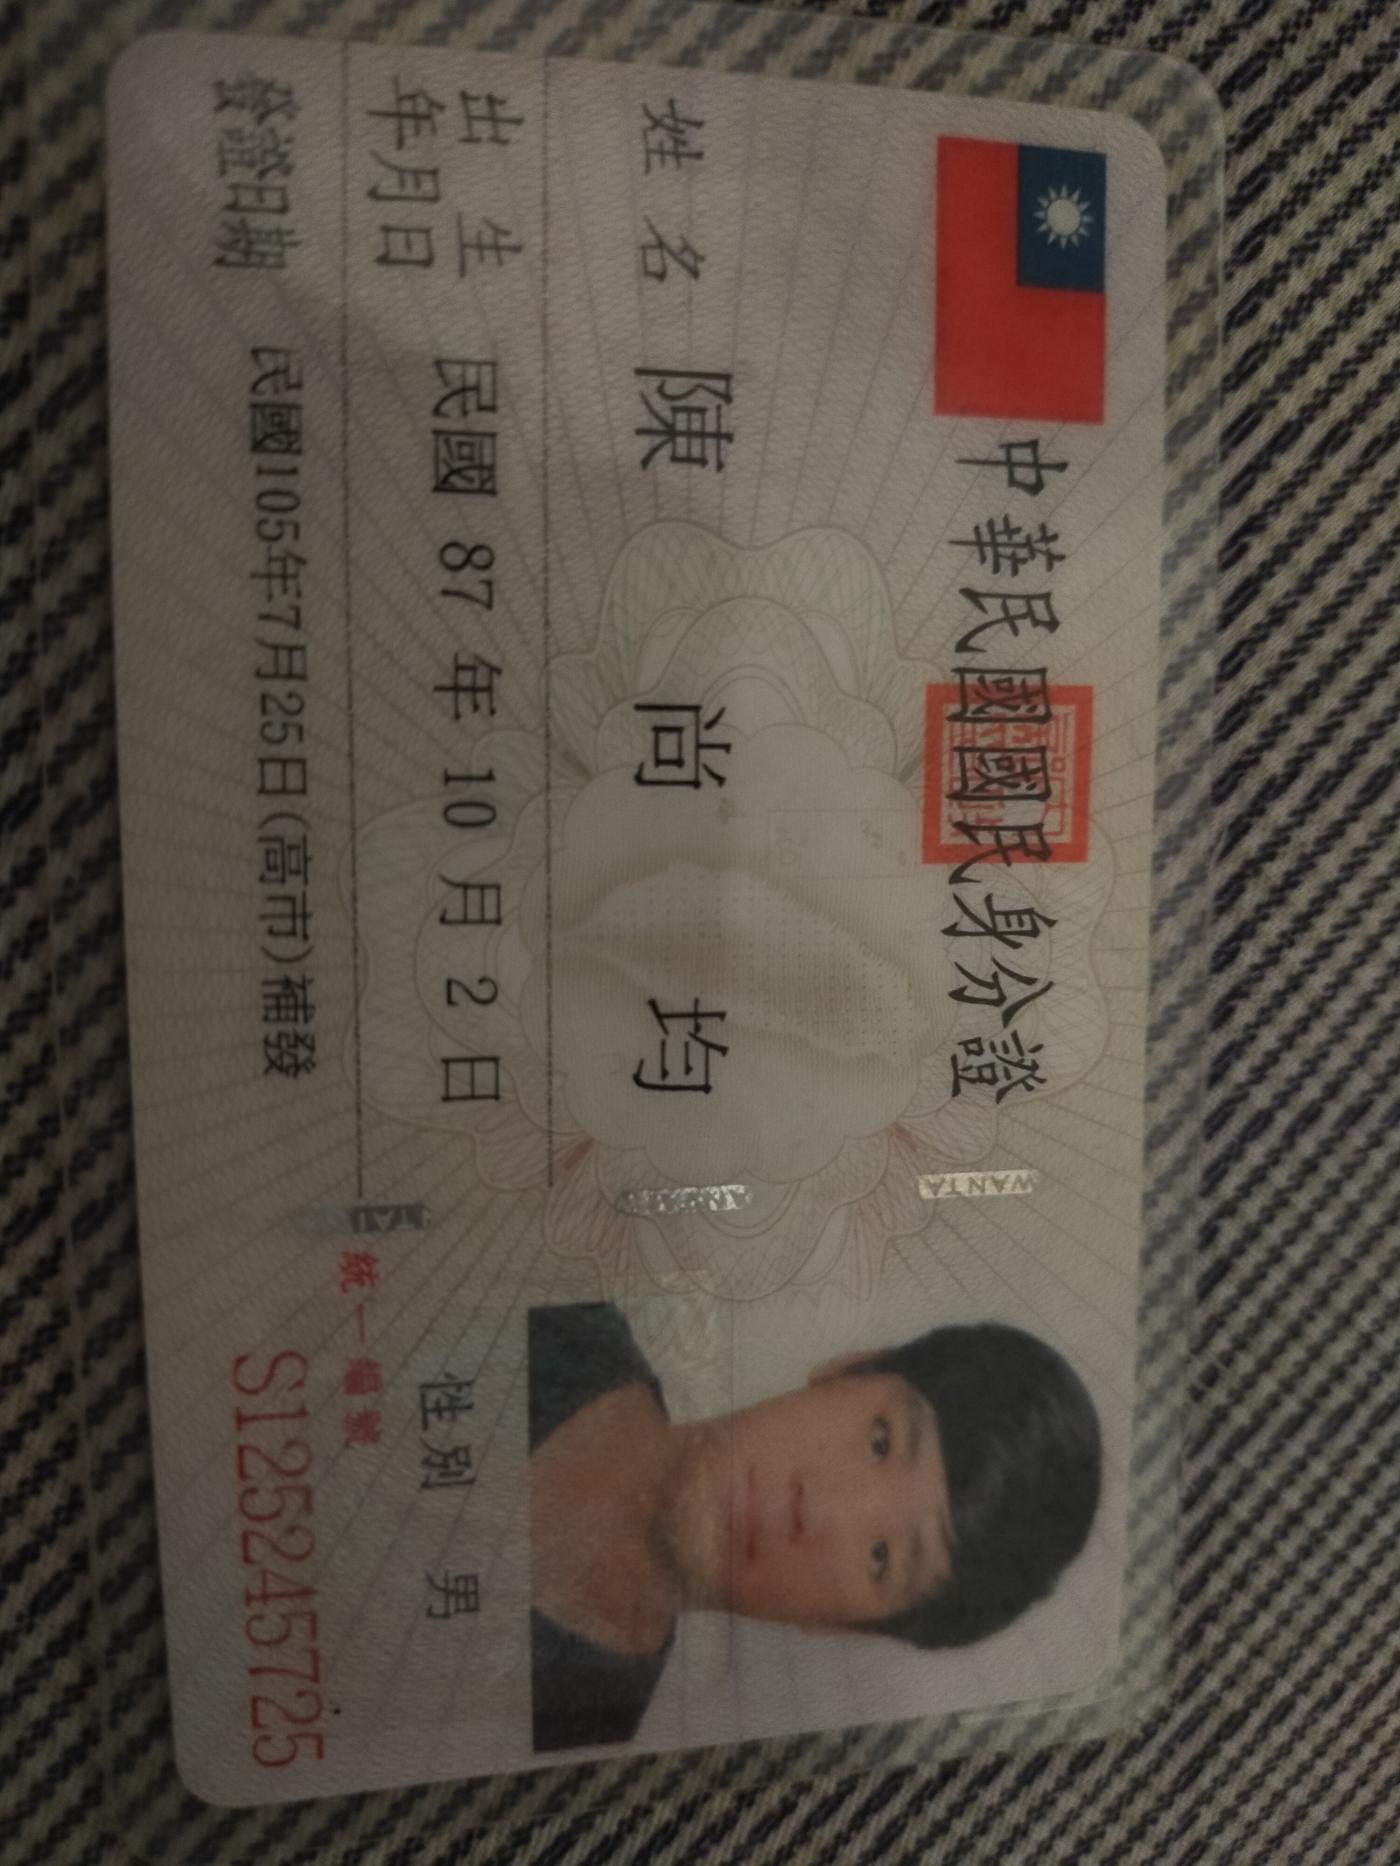 中華民國國民身分證
姓名 陳尚均
出生年月日 民國 87 年 10 月 2 日
發證日期 民國105年7月25日(高市)補發
性別 男
統一編號
S125245725
WANTA